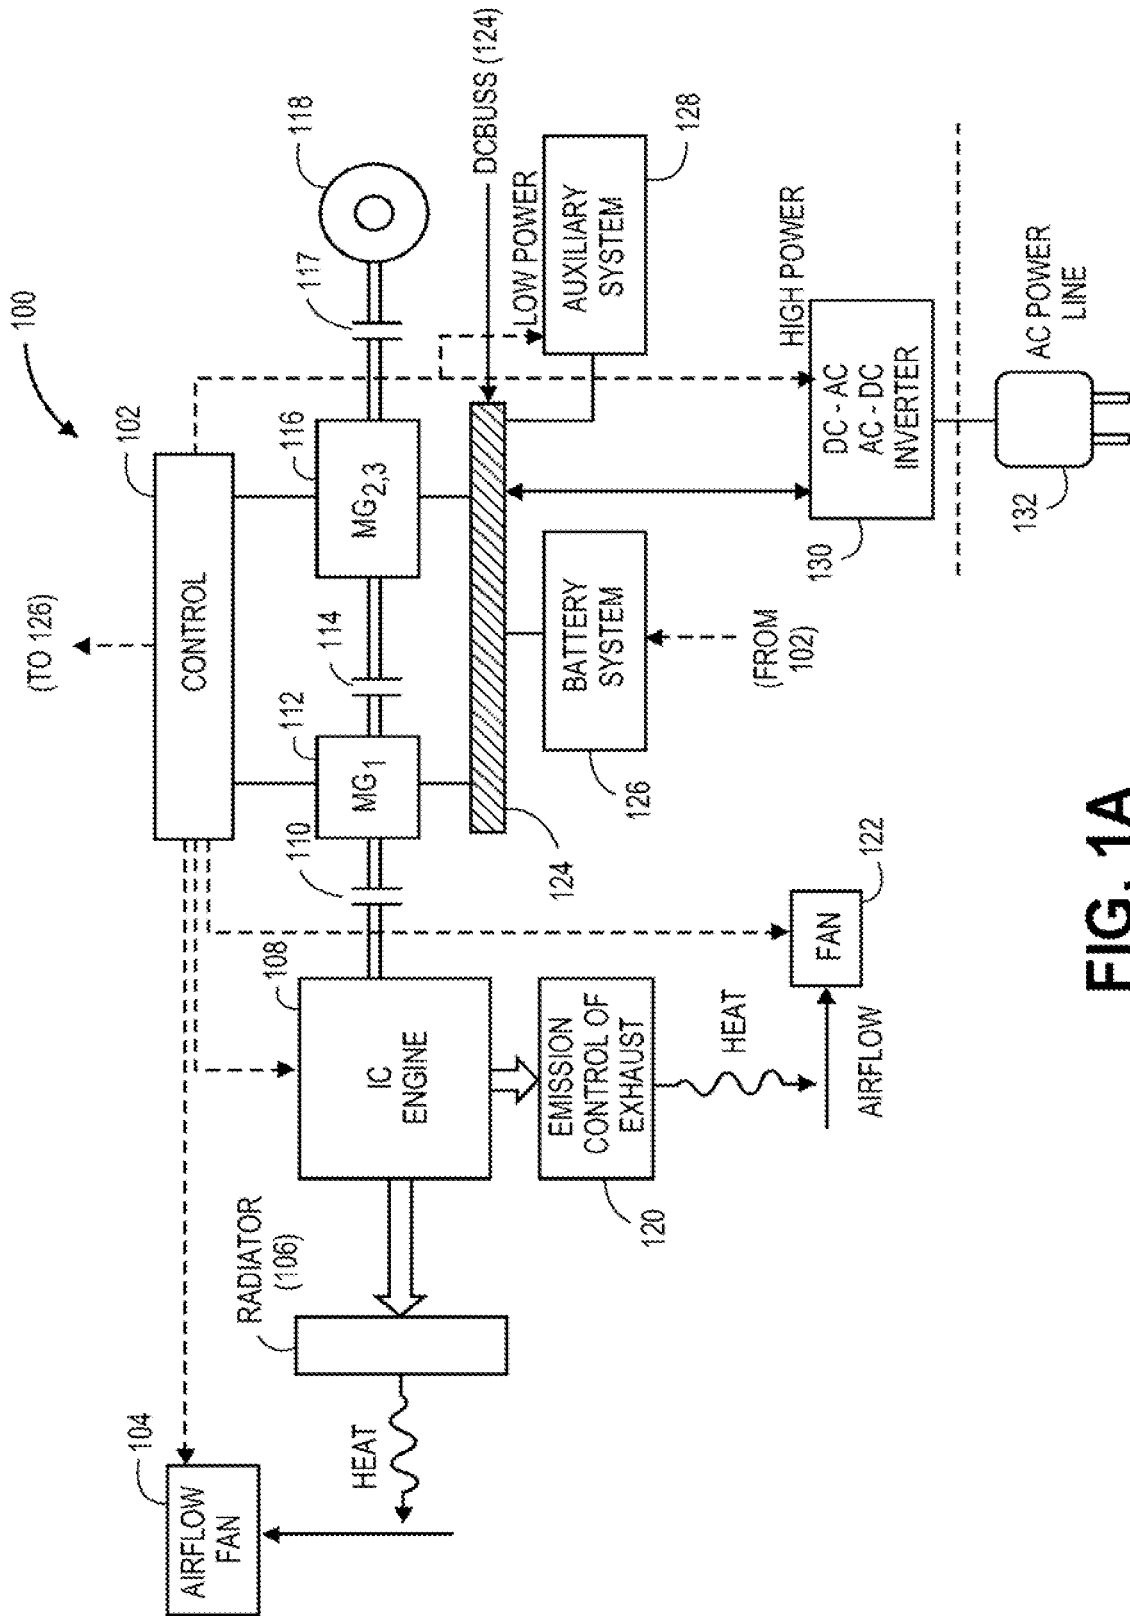 100
(TO 126)
102
CONTROL
104
AIRFLOW
FAN
HEAT
RADIATOR
(106)
108
IC
ENGINE
110
112
MG1
114
116
MG2,3
117
118
DCBUSS (124)
124
120
EMISSION
CONTROL OF
EXHAUST
HEAT
AIRFLOW
122
FAN
126
BATTERY
SYSTEM
(FROM
102)
LOW POWER
128
AUXILIARY
SYSTEM
HIGH POWER
130
DC - AC
AC - DC
INVERTER
132
AC POWER
LINE
FIG. 1A